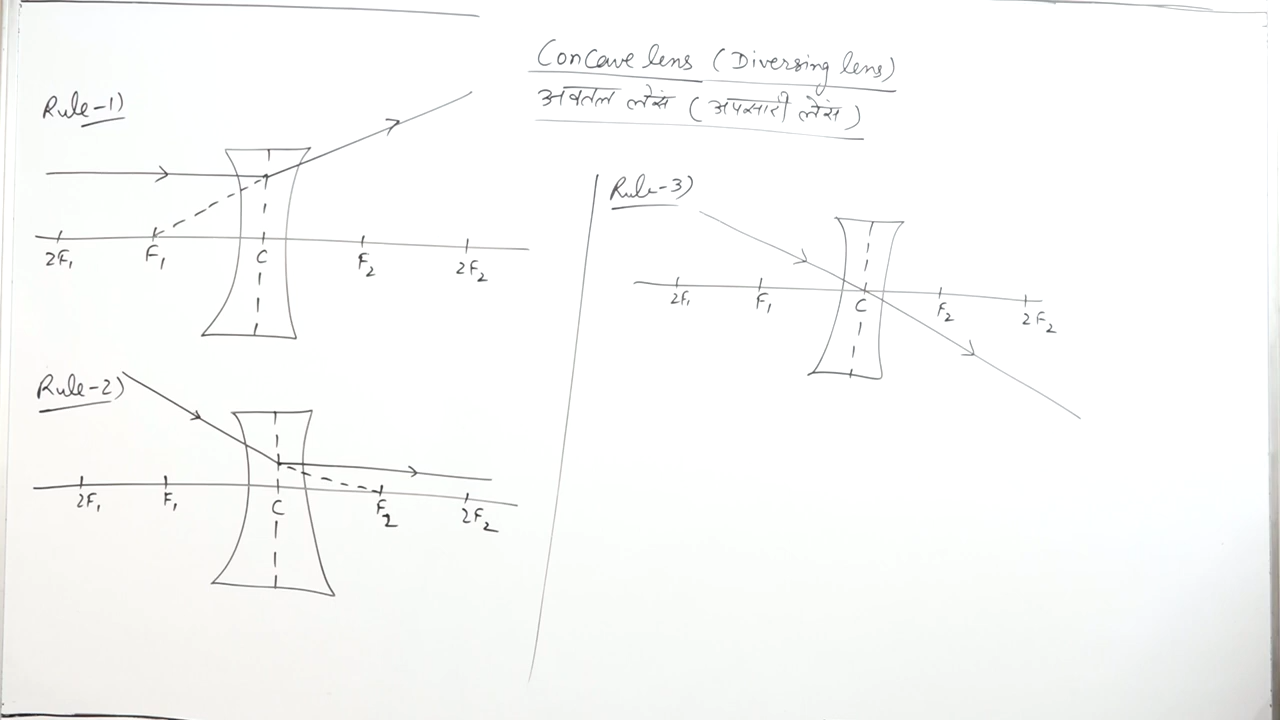 Concave lens (Diverging lens)
अवतल लेंस (अपसारी लेंस)
Rule-1)
2F₁ F₁ C F₂ 2F₂
Rule-2)
2F₁ F₁ C F₂ 2F₂
Rule-3)
2F₁ F₁ C F₂ 2F₂